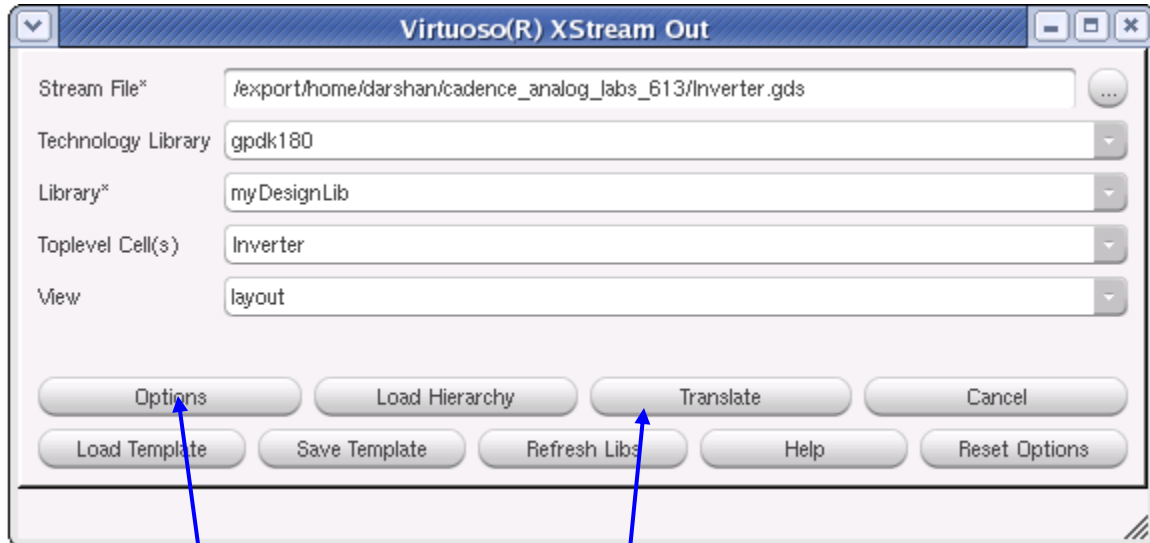 Virtuoso(R) XStream Out
Stream File* /export/home/darshan/cadence_analog_labs_613/Inverter.gds ...
Technology Library gpdk180
Library* myDesignLib
Toplevel Cell(s) Inverter
View layout
Options Load Hierarchy Translate Cancel
Load Template Save Template Refresh Libs Help Reset Options